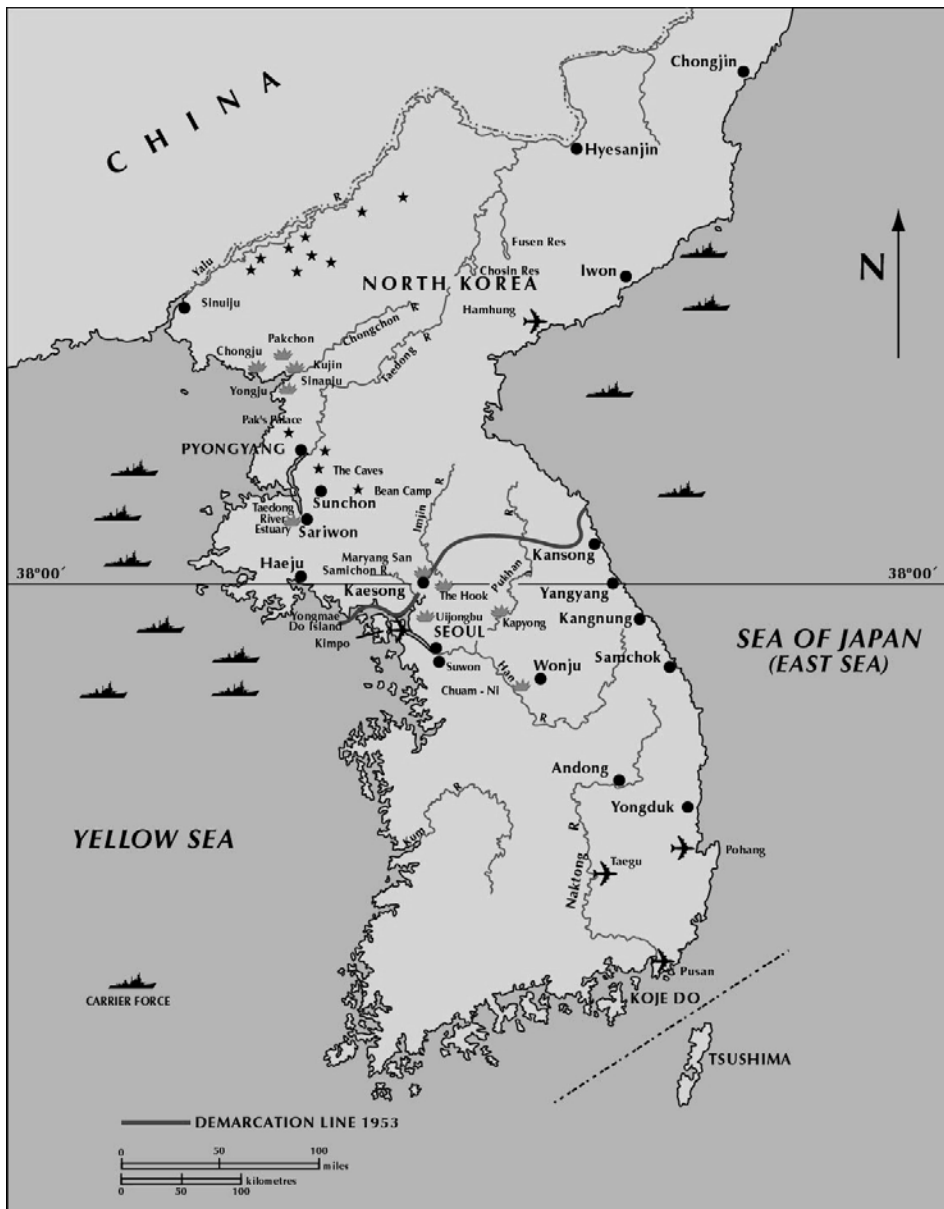 Chongjin
CHINA
Hyesanjin
R
Yalu
Fusen Res
N
Chosin Res
Iwon
NORTH KOREA
Sinuiju
Hamhung
R
Chongchon
Pakchon
R
Chongju
Kujin
Taedong
Sinanju
Yongju
Pak's Palace
PYONGYANG
The Caves
Bean Camp
R
Sunchon
Taedong
River
Estuary
R
Imjin
Sariwon
Kansong
Maryang San
Samichon R.
Haeju
Pukhan
38°00′
38°00′
Kaesong
The Hook
Yangyang
Yongmae
Do Island
Uijongbu
Kapyong
Kangnung
Kimpo
SEOUL
SEA OF JAPAN
(EAST SEA)
Suwon
Wonju
Samchok
Han
Chuam - Ni
R
Andong
R
Yongduk
YELLOW SEA
Kum
R
Pohang
Taegu
Naktong
Pusan
CARRIER FORCE
KOJE DO
TSUSHIMA
DEMARCATION LINE 1953
0 50 100
miles
kilometres
0 50 100